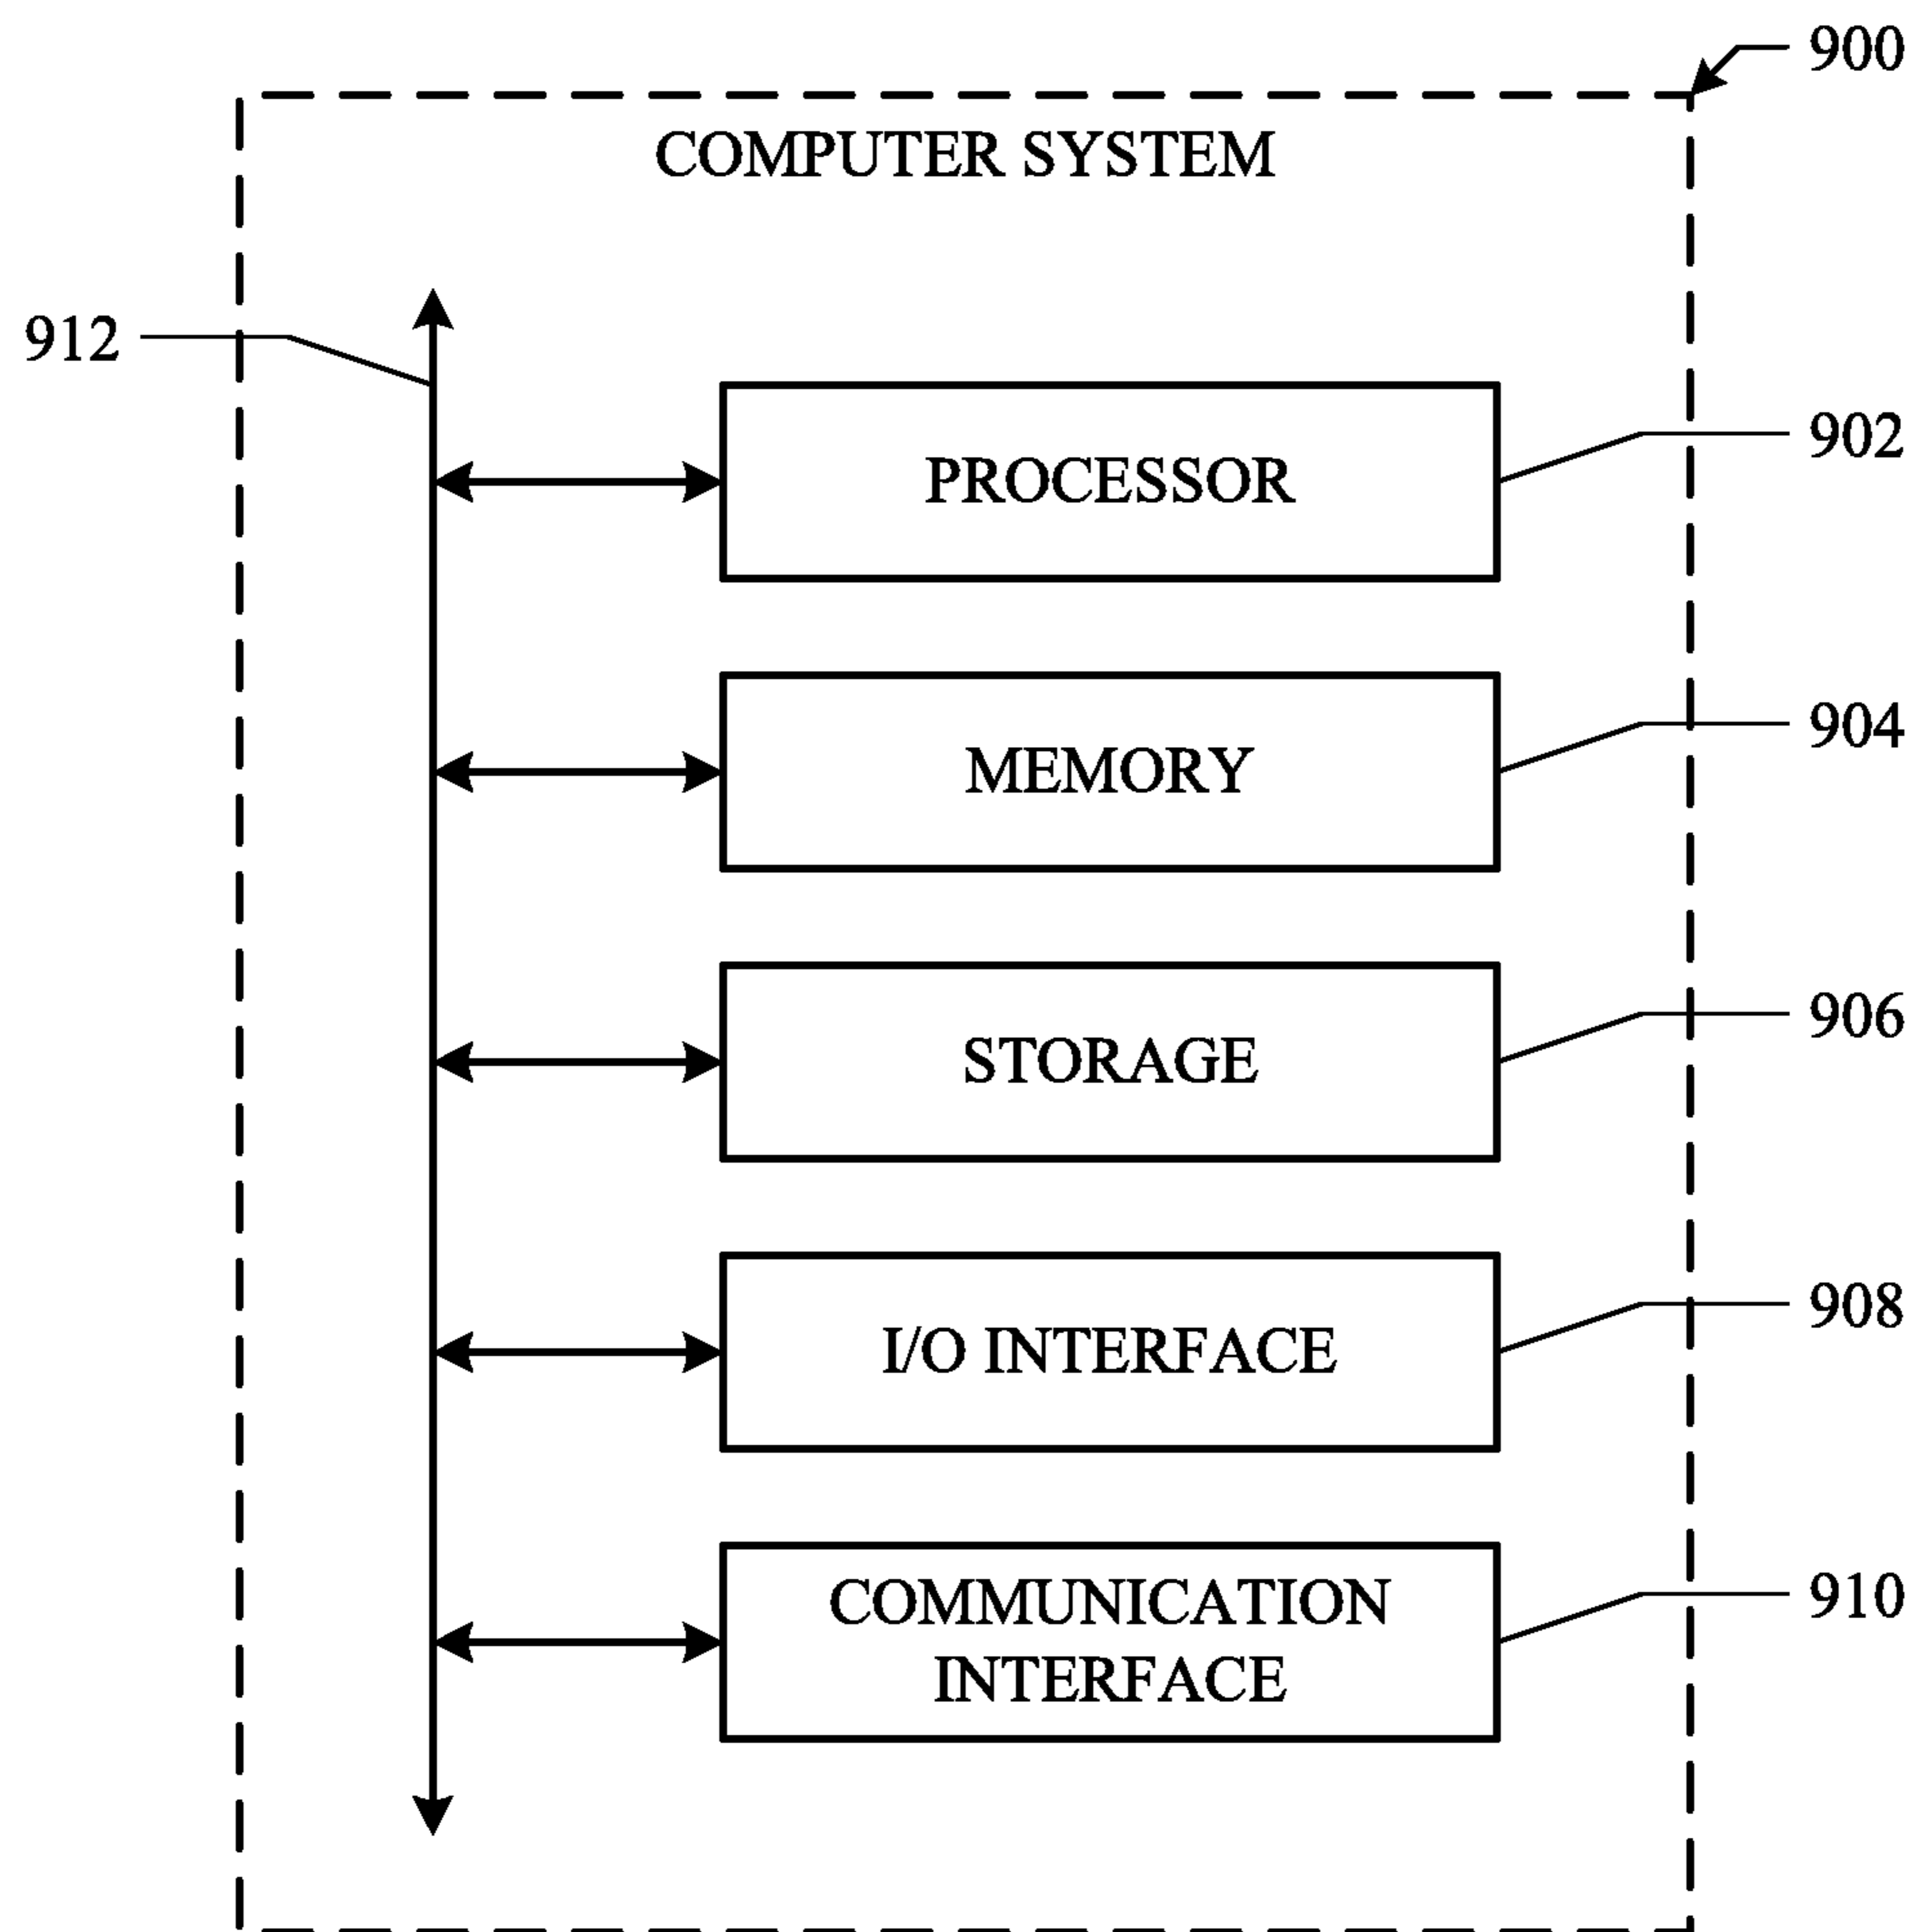 900
COMPUTER SYSTEM
912
902
PROCESSOR
904
MEMORY
906
STORAGE
908
I/O INTERFACE
910
COMMUNICATION
INTERFACE